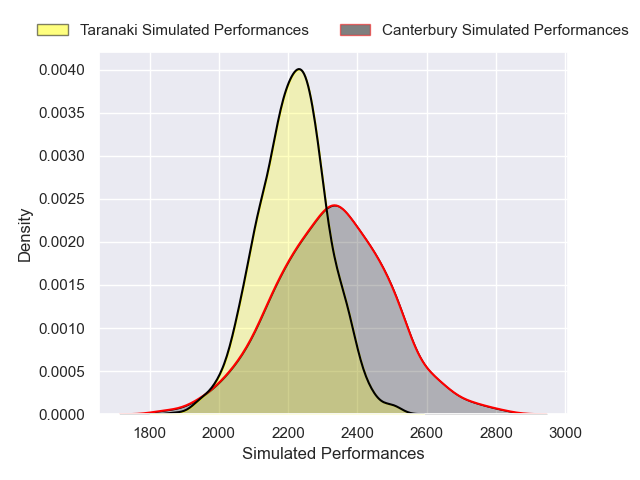 Taranaki Simulated Performances
Canterbury Simulated Performances
0.0040
0.0035
0.0030
0.0025
0.0020
0.0015
0.0010
0.0005
0.0000
Density
1800 2000 2200 2400 2600 2800 3000
Simulated Performances